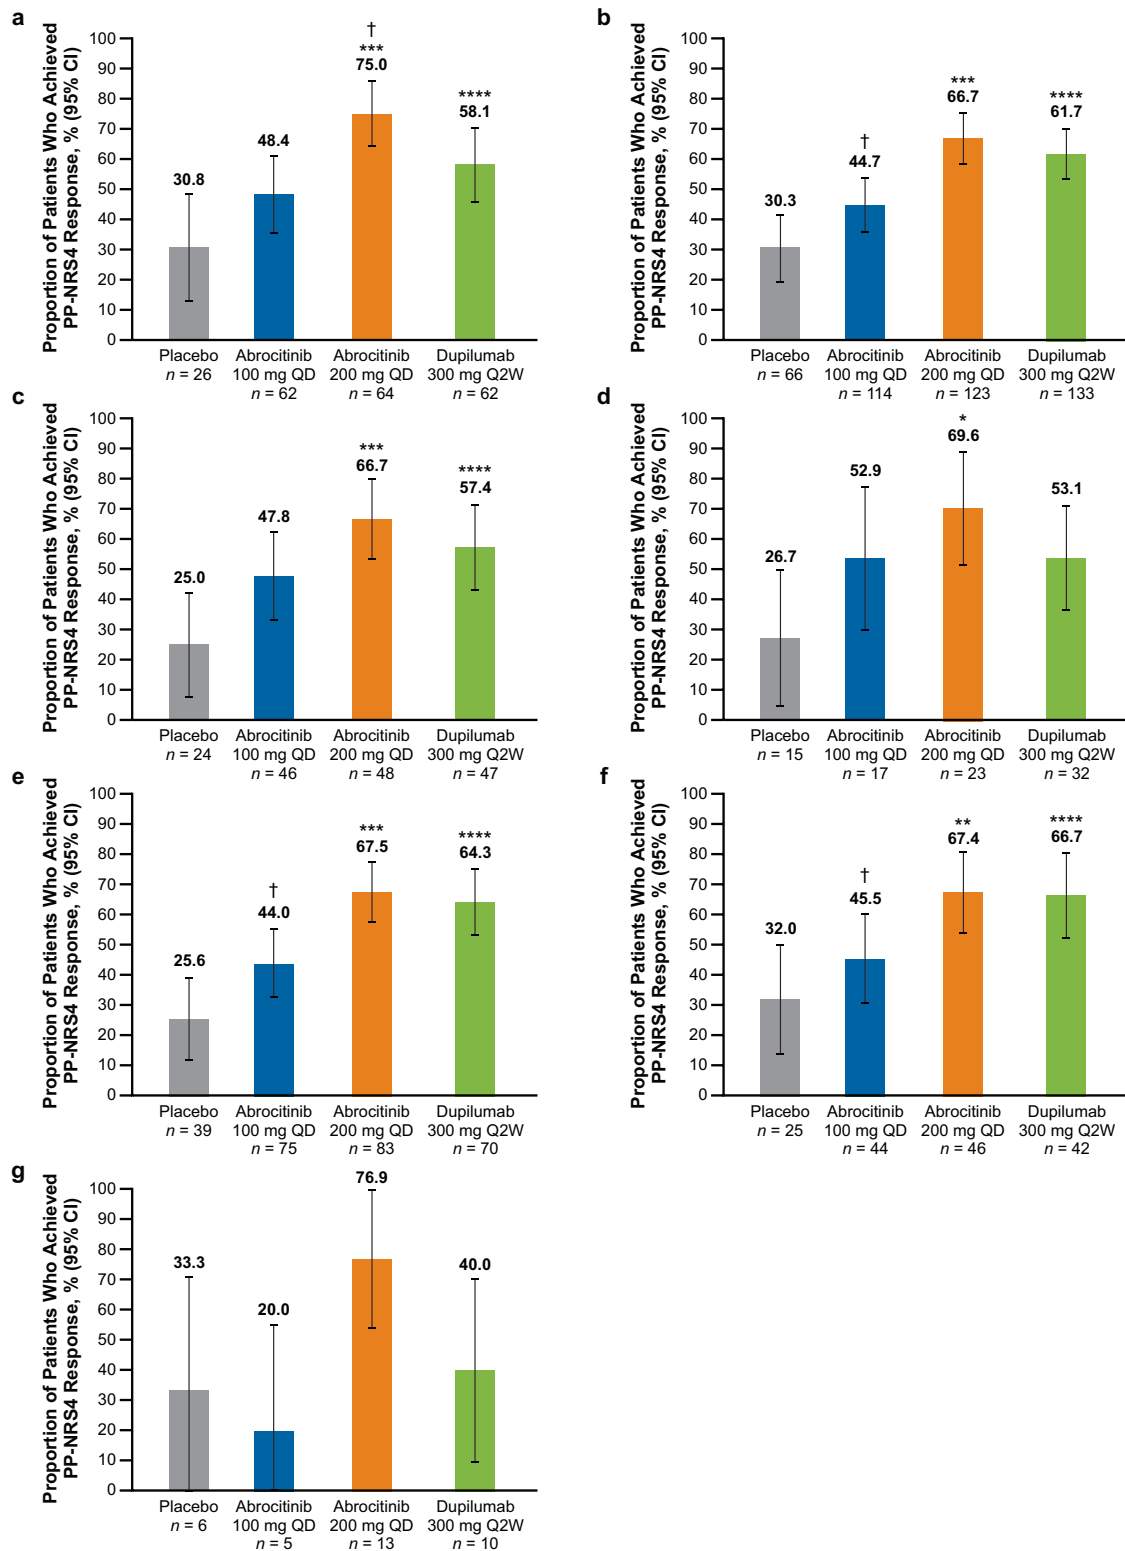 a
Proportion of Patients Who Achieved
PP-NRS4 Response, % (95% CI)
100
90
80
70
60
50
40
30
20
10
0
30.8
48.4
†
***
75.0
****
58.1
Placebo
n = 26
Abrocitinib
100 mg QD
n = 62
Abrocitinib
200 mg QD
n = 64
Dupilumab
300 mg Q2W
n = 62
b
Proportion of Patients Who Achieved
PP-NRS4 Response, % (95% CI)
100
90
80
70
60
50
40
30
20
10
0
30.3
†
44.7
***
66.7
****
61.7
Placebo
n = 66
Abrocitinib
100 mg QD
n = 114
Abrocitinib
200 mg QD
n = 123
Dupilumab
300 mg Q2W
n = 133
c
Proportion of Patients Who Achieved
PP-NRS4 Response, % (95% CI)
100
90
80
70
60
50
40
30
20
10
0
25.0
47.8
***
66.7
****
57.4
Placebo
n = 24
Abrocitinib
100 mg QD
n = 46
Abrocitinib
200 mg QD
n = 48
Dupilumab
300 mg Q2W
n = 47
d
Proportion of Patients Who Achieved
PP-NRS4 Response, % (95% CI)
100
90
80
70
60
50
40
30
20
10
0
26.7
52.9
*
69.6
53.1
Placebo
n = 15
Abrocitinib
100 mg QD
n = 17
Abrocitinib
200 mg QD
n = 23
Dupilumab
300 mg Q2W
n = 32
e
Proportion of Patients Who Achieved
PP-NRS4 Response, % (95% CI)
100
90
80
70
60
50
40
30
20
10
0
25.6
†
44.0
***
67.5
****
64.3
Placebo
n = 39
Abrocitinib
100 mg QD
n = 75
Abrocitinib
200 mg QD
n = 83
Dupilumab
300 mg Q2W
n = 70
f
Proportion of Patients Who Achieved
PP-NRS4 Response, % (95% CI)
100
90
80
70
60
50
40
30
20
10
0
32.0
†
45.5
**
67.4
****
66.7
Placebo
n = 25
Abrocitinib
100 mg QD
n = 44
Abrocitinib
200 mg QD
n = 46
Dupilumab
300 mg Q2W
n = 42
g
Proportion of Patients Who Achieved
PP-NRS4 Response, % (95% CI)
100
90
80
70
60
50
40
30
20
10
0
33.3
20.0
76.9
40.0
Placebo
n = 6
Abrocitinib
100 mg QD
n = 5
Abrocitinib
200 mg QD
n = 13
Dupilumab
300 mg Q2W
n = 10